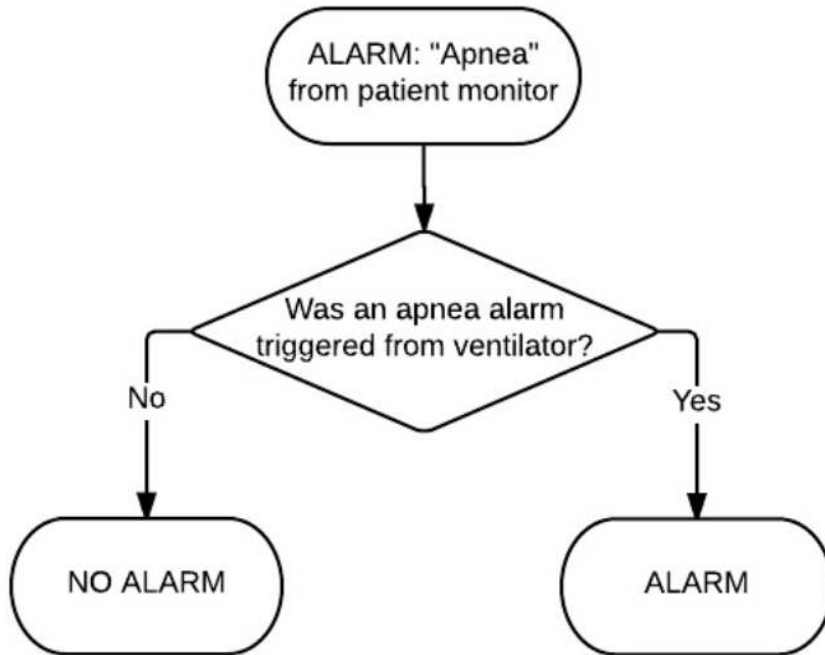 ALARM: "Apnea"
from patient monitor
Was an apnea alarm
triggered from ventilator?
No
Yes
NO ALARM
ALARM